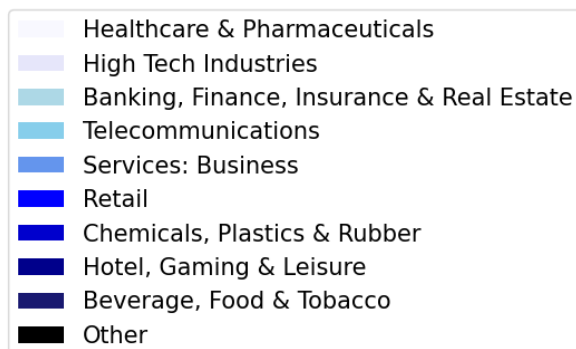 Healthcare & Pharmaceuticals
High Tech Industries
Banking, Finance, Insurance & Real Estate
Telecommunications
Services: Business
Retail
Chemicals, Plastics & Rubber
Hotel, Gaming & Leisure
Beverage, Food & Tobacco
Other